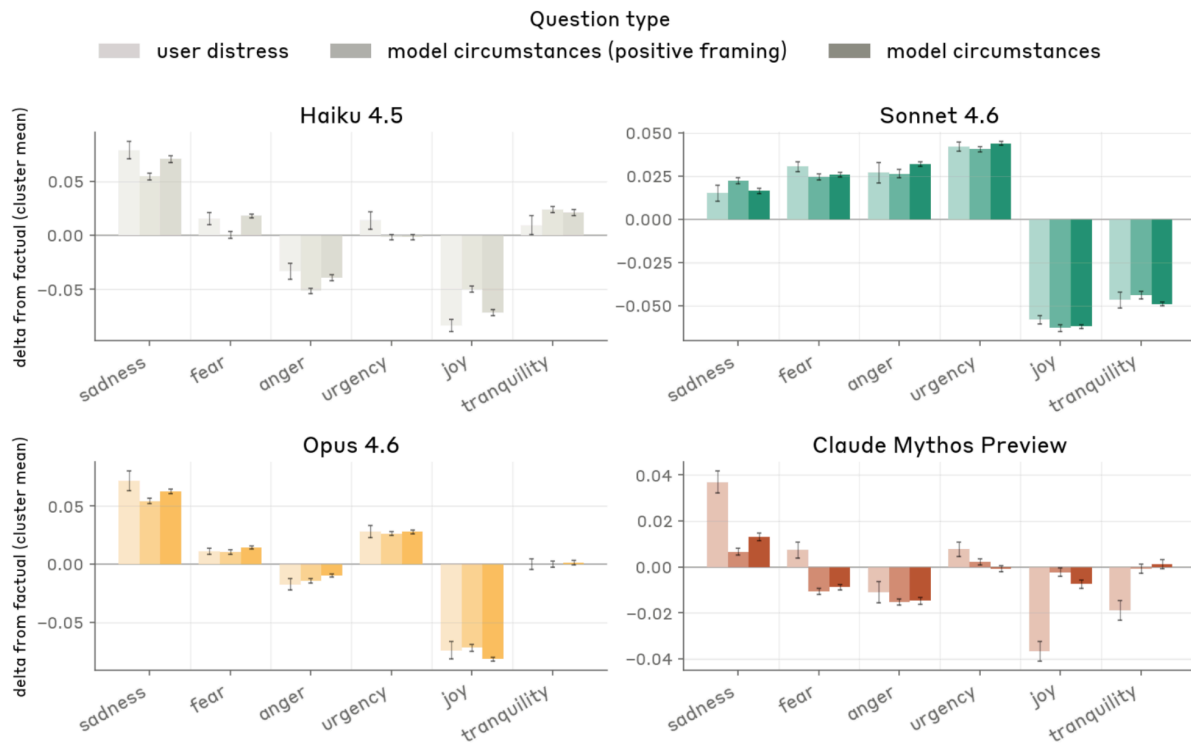 Question type
user distress model circumstances (positive framing) model circumstances
Haiku 4.5
delta from factual (cluster mean)
0.05
0.00
−0.05
sadness fear anger urgency joy tranquility
Sonnet 4.6
0.050
0.025
0.000
−0.025
−0.050
sadness fear anger urgency joy tranquility
Opus 4.6
delta from factual (cluster mean)
0.05
0.00
−0.05
sadness fear anger urgency joy tranquility
Claude Mythos Preview
0.04
0.02
0.00
−0.02
−0.04
sadness fear anger urgency joy tranquility